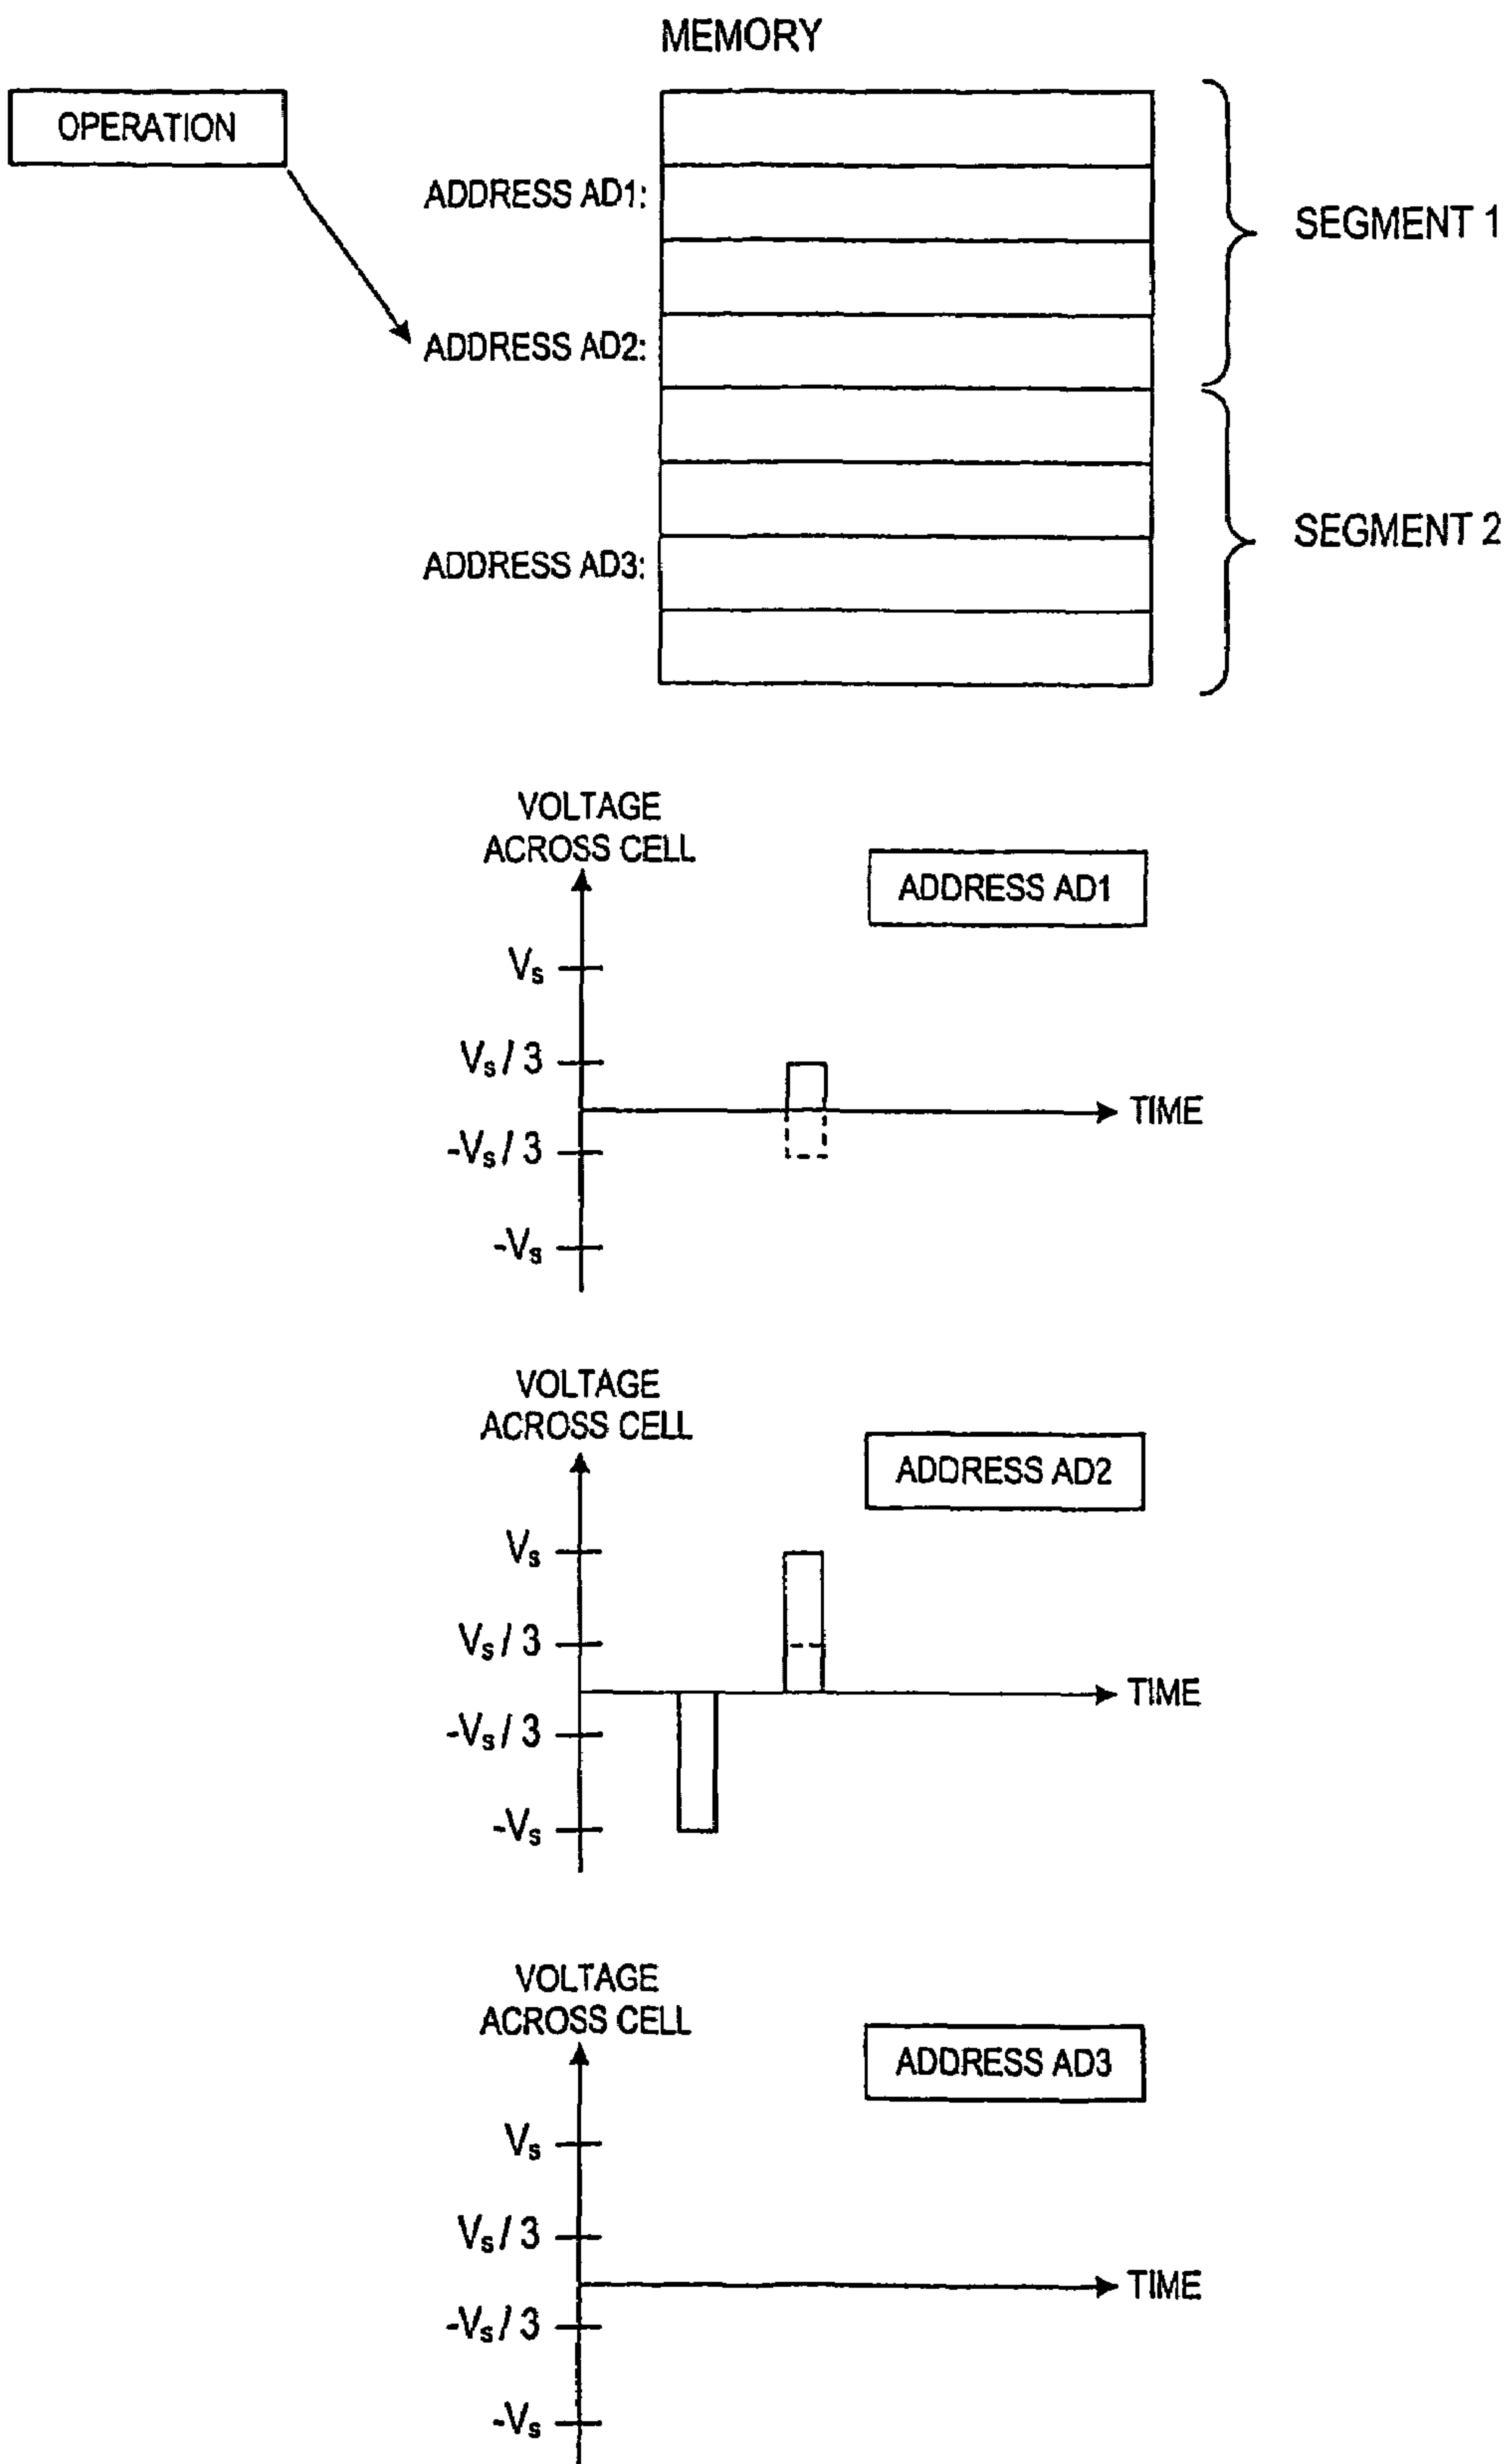 MEMORY
OPERATION
ADDRESS AD1:
SEGMENT 1
ADDRESS AD2:
SEGMENT 2
ADDRESS AD3:
VOLTAGE
ACROSS CELL
ADDRESS AD1
Vs
Vs / 3
TIME
-Vs / 3
-Vs
VOLTAGE
ACROSS CELL
ADDRESS AD2
Vs
Vs / 3
TIME
-Vs / 3
-Vs
VOLTAGE
ACROSS CELL
ADDRESS AD3
Vs
Vs / 3
TIME
-Vs / 3
-Vs